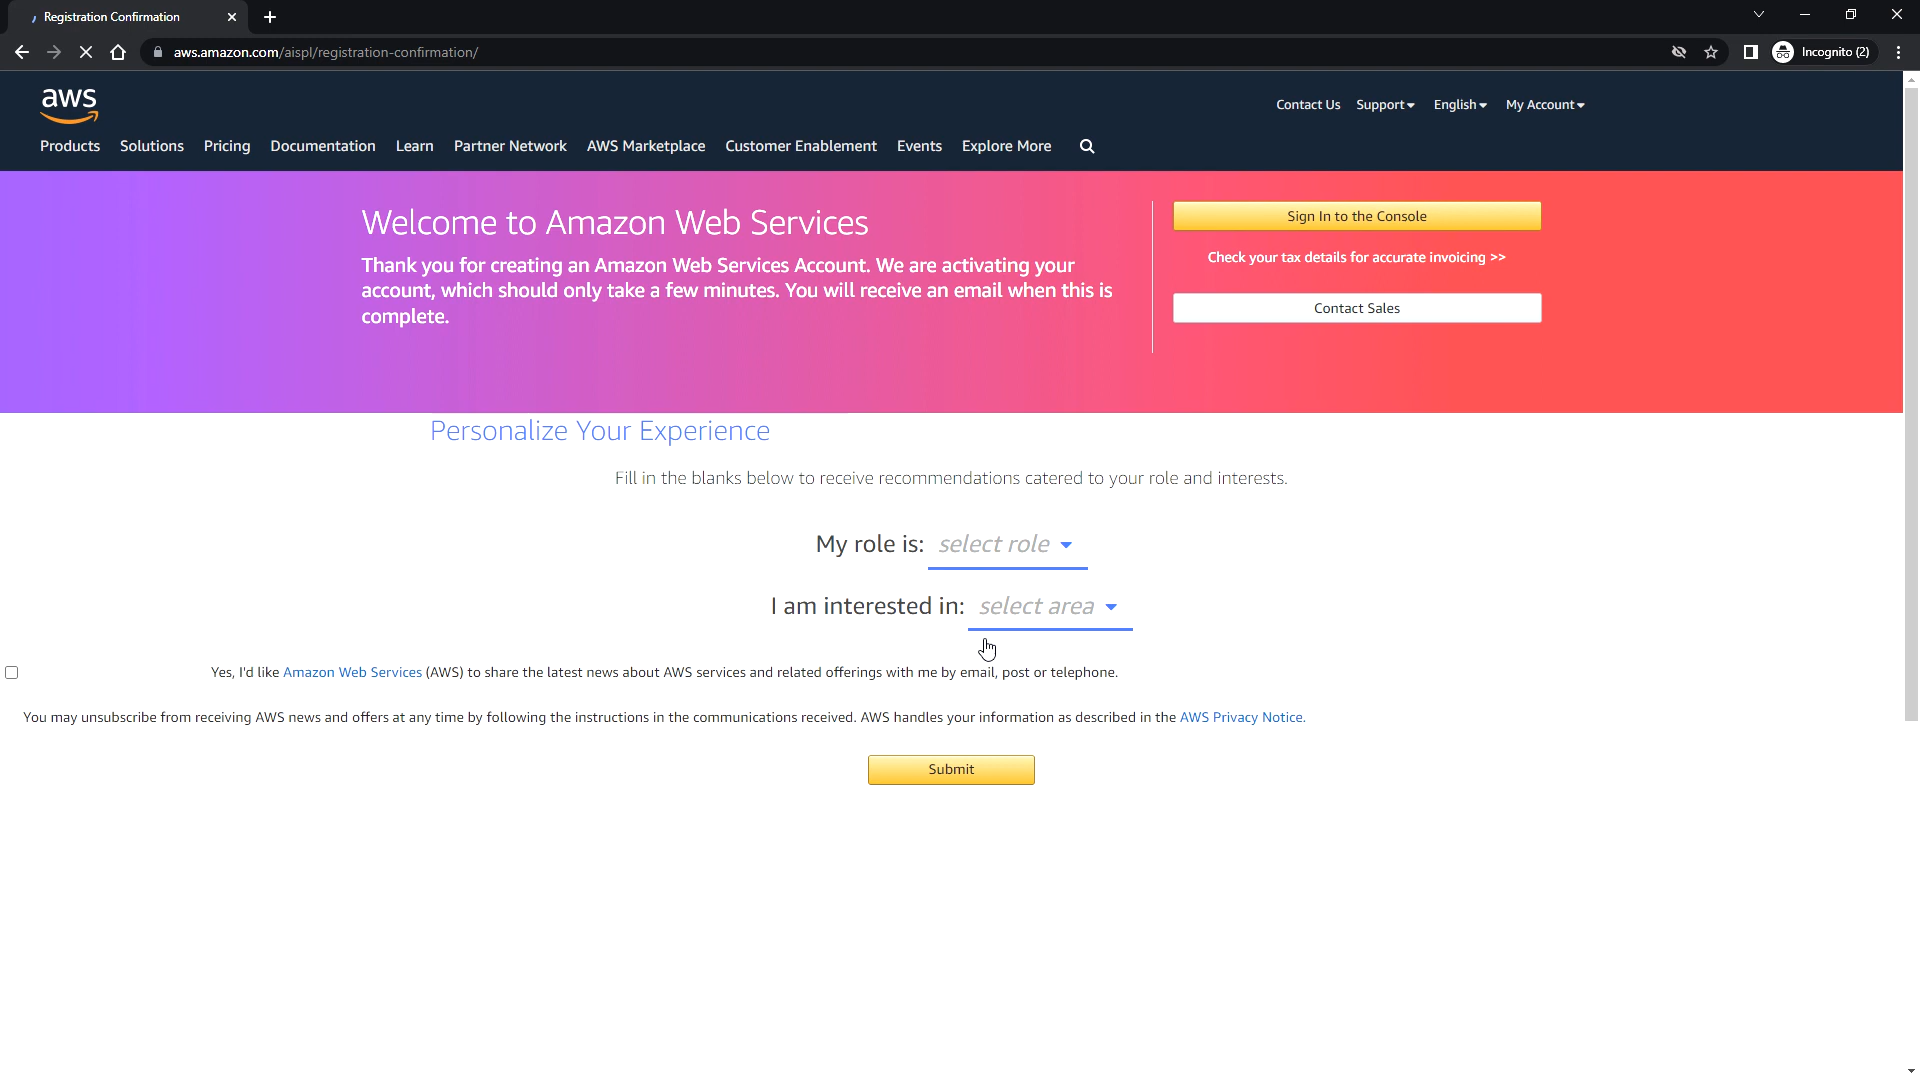 Registration Confirmation
aws.amazon.com/aispl/registration-confirmation/
Incognito (2)
aws
Contact Us Support English My Account
Products Solutions Pricing Documentation Learn Partner Network AWS Marketplace Customer Enablement Events Explore More
Welcome to Amazon Web Services
Thank you for creating an Amazon Web Services Account. We are activating your
account, which should only take a few minutes. You will receive an email when this is
complete.
Sign In to the Console
Check your tax details for accurate invoicing >>
Contact Sales
Personalize Your Experience
Fill in the blanks below to receive recommendations catered to your role and interests.
My role is: select role
I am interested in: select area
Yes, I'd like Amazon Web Services (AWS) to share the latest news about AWS services and related offerings with me by email, post or telephone.
You may unsubscribe from receiving AWS news and offers at any time by following the instructions in the communications received. AWS handles your information as described in the AWS Privacy Notice.
Submit